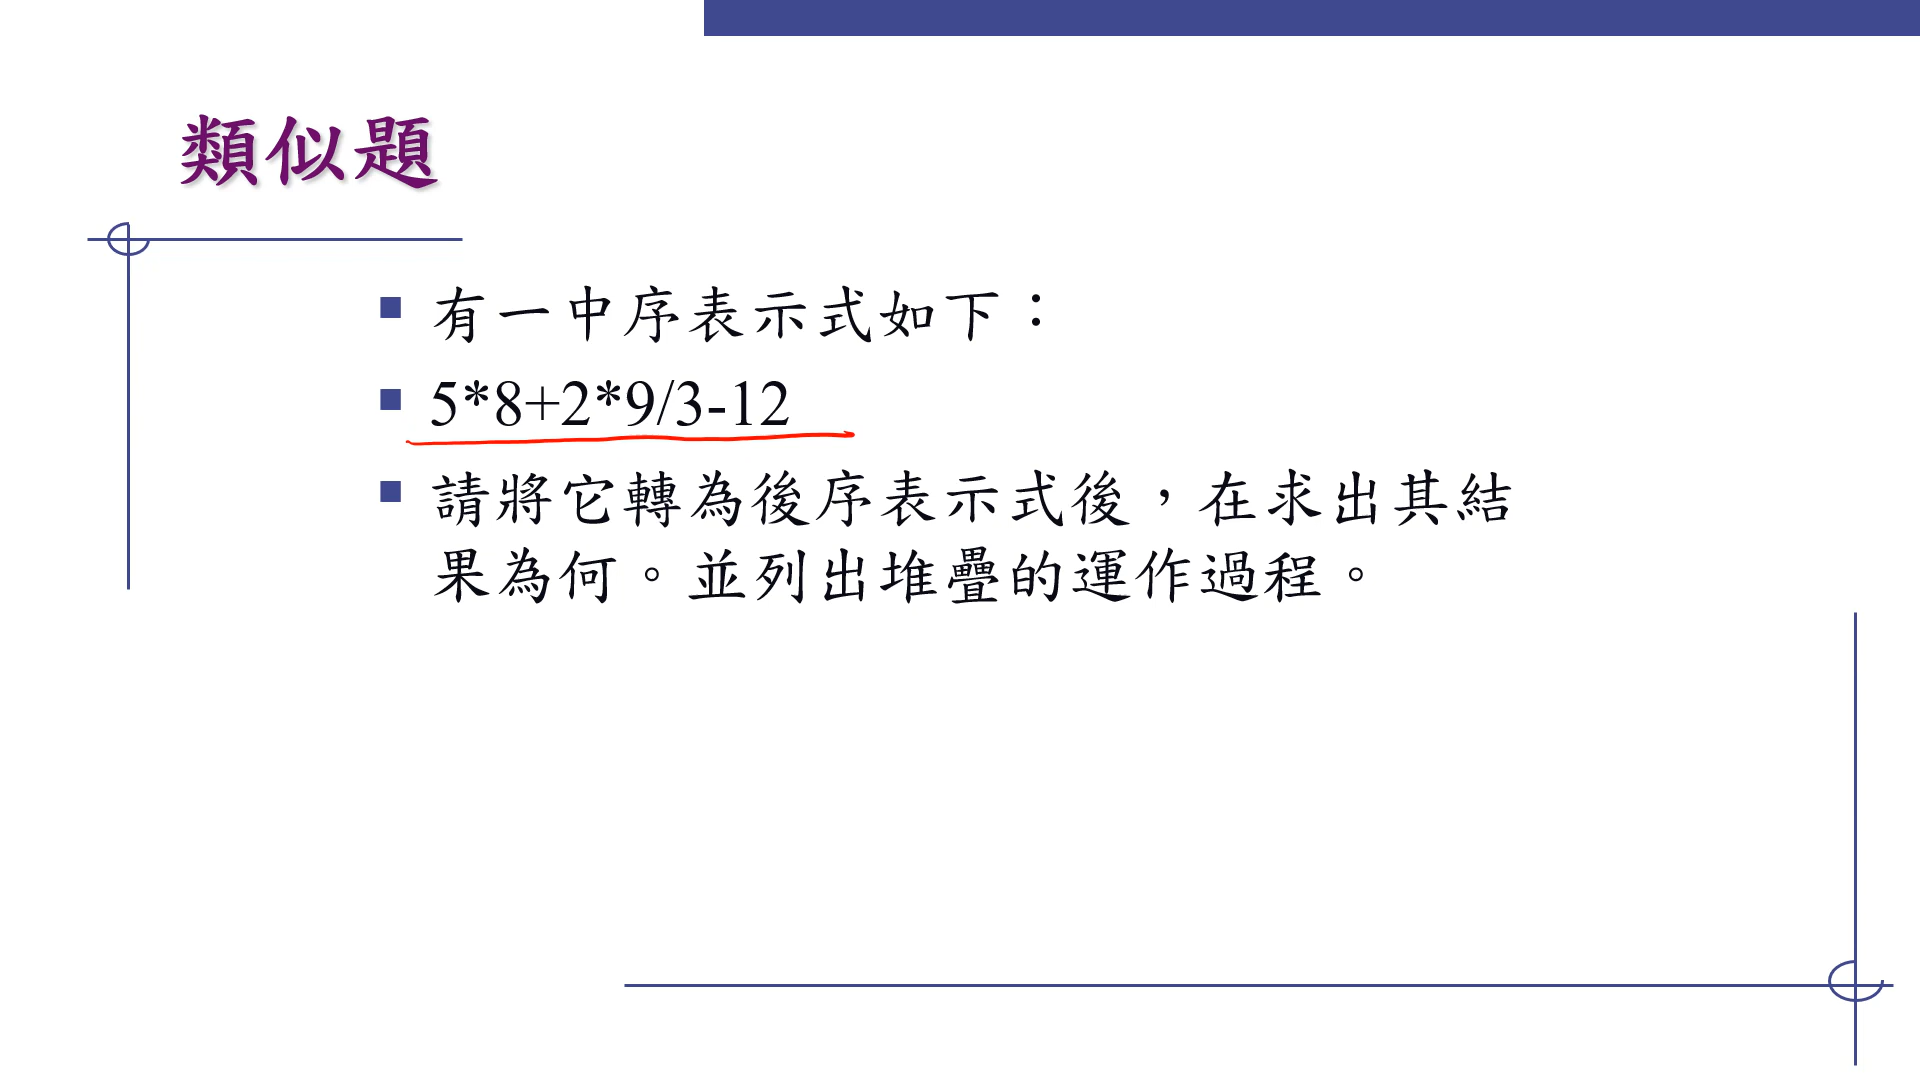 類似題
有一中序表示式如下：
5*8+2*9/3-12
請將它轉為後序表示式後，在求出其結
果為何。並列出堆疊的運作過程。